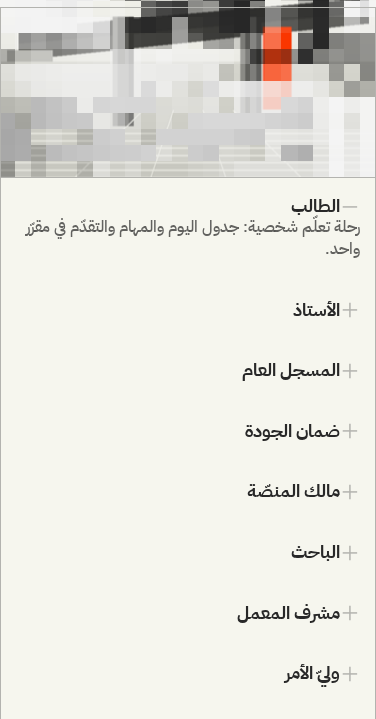 الطالب
رحلة تعلّم شخصية: جدول اليوم والمهام والتقدّم في مقرّر
واحد.
الأستاذ
المسجل العام
ضمان الجودة
مالك المنصّة
الباحث
مشرف المعمل
وليّ الأمر